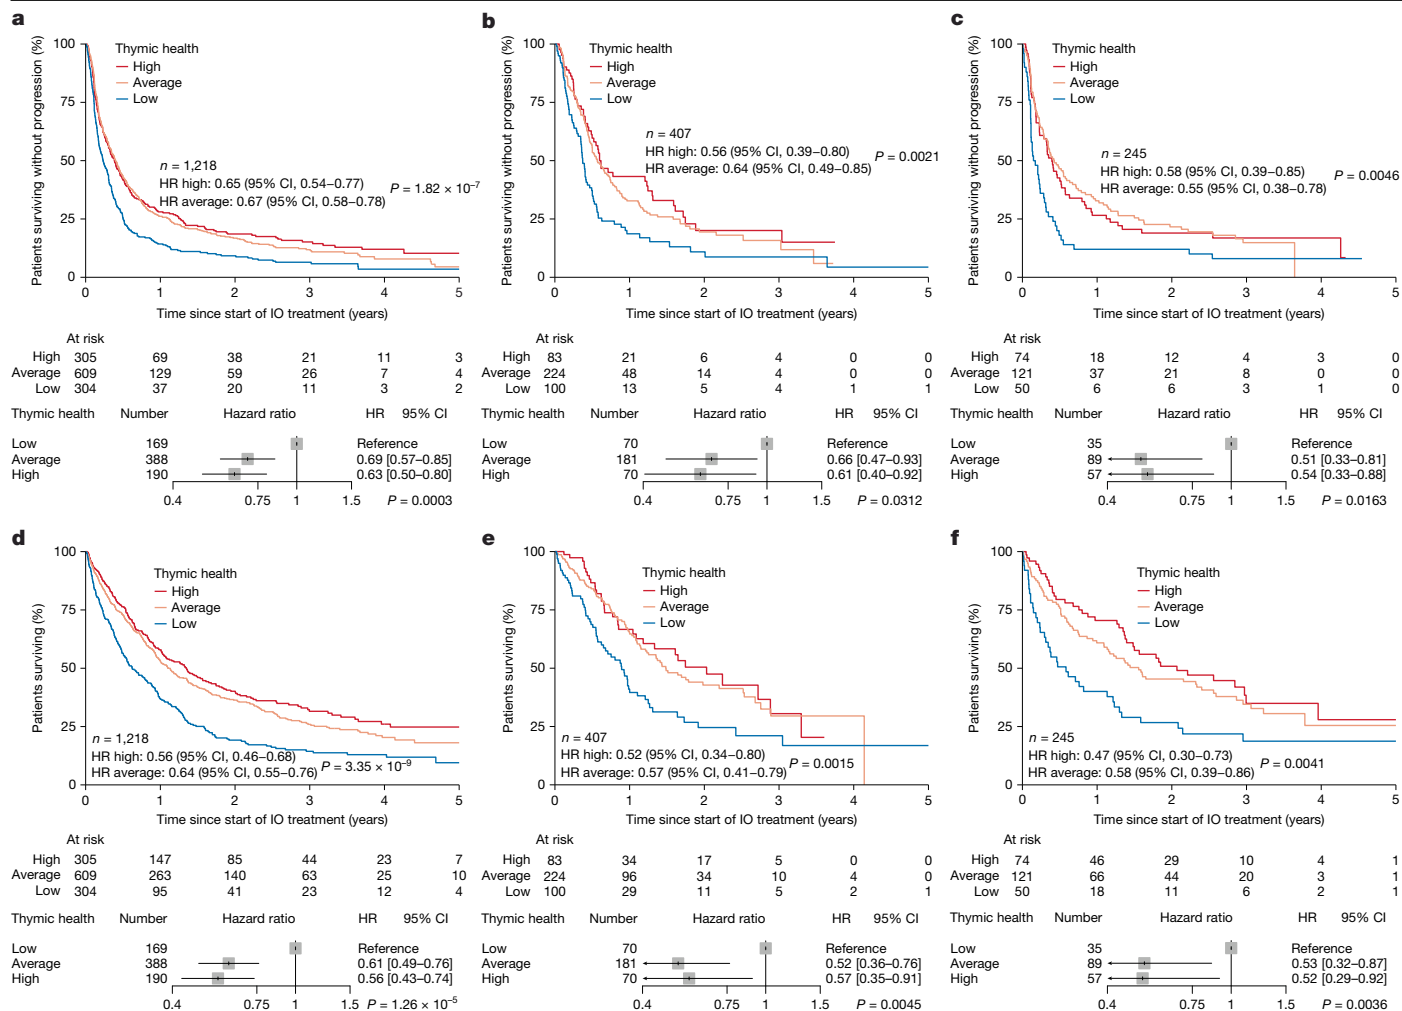 a
Patients surviving without progression (%)
100
75
50
25
0
Thymic health
High
Average
Low
n = 1,218
HR high: 0.65 (95% CI, 0.54–0.77)
HR average: 0.67 (95% CI, 0.58–0.78)
P = 1.82 × 10–7
0 1 2 3 4 5
Time since start of IO treatment (years)
At risk
High 305 69 38 21 11 3
Average 609 129 59 26 7 4
Low 304 37 20 11 3 2
Thymic health Number Hazard ratio HR 95% CI
Low 169 Reference
Average 388 0.69 [0.57–0.85]
High 190 0.63 [0.50–0.80]
0.4 0.75 1 1.5 P = 0.0003
b
Patients surviving without progression (%)
100
75
50
25
0
Thymic health
High
Average
Low
n = 407
HR high: 0.56 (95% CI, 0.39–0.80)
HR average: 0.64 (95% CI, 0.49–0.85)
P = 0.0021
0 1 2 3 4 5
Time since start of IO treatment (years)
At risk
High 83 21 6 4 0 0
Average 224 48 14 4 0 0
Low 100 13 5 4 1 1
Thymic health Number Hazard ratio HR 95% CI
Low 70 Reference
Average 181 0.66 [0.47–0.93]
High 70 0.61 [0.40–0.92]
0.4 0.75 1 1.5 P = 0.0312
c
Patients surviving without progression (%)
100
75
50
25
0
Thymic health
High
Average
Low
n = 245
HR high: 0.58 (95% CI, 0.39–0.85)
HR average: 0.55 (95% CI, 0.38–0.78)
P = 0.0046
0 1 2 3 4 5
Time since start of IO treatment (years)
At risk
High 74 18 12 4 3 0
Average 121 37 21 8 0 0
Low 50 6 6 3 1 0
Thymic health Number Hazard ratio HR 95% CI
Low 35 Reference
Average 89 0.51 [0.33–0.81]
High 57 0.54 [0.33–0.88]
0.4 0.75 1 1.5 P = 0.0163
d
Patients surviving (%)
100
75
50
25
0
Thymic health
High
Average
Low
n = 1,218
HR high: 0.56 (95% CI, 0.46–0.68)
HR average: 0.64 (95% CI, 0.55–0.76)
P = 3.35 × 10–9
0 1 2 3 4 5
Time since start of IO treatment (years)
At risk
High 305 147 85 44 23 7
Average 609 263 140 63 25 10
Low 304 95 41 23 12 4
Thymic health Number Hazard ratio HR 95% CI
Low 169 Reference
Average 388 0.61 [0.49–0.76]
High 190 0.56 [0.43–0.74]
0.4 0.75 1 1.5 P = 1.26 × 10–5
e
Patients surviving (%)
100
75
50
25
0
Thymic health
High
Average
Low
n = 407
HR high: 0.52 (95% CI, 0.34–0.80)
HR average: 0.57 (95% CI, 0.41–0.79)
P = 0.0015
0 1 2 3 4 5
Time since start of IO treatment (years)
At risk
High 83 34 17 5 0 0
Average 224 96 34 10 4 0
Low 100 29 11 5 2 1
Thymic health Number Hazard ratio HR 95% CI
Low 70 Reference
Average 181 0.52 [0.36–0.76]
High 70 0.57 [0.35–0.91]
0.4 0.75 1 1.5 P = 0.0045
f
Patients surviving (%)
100
75
50
25
0
Thymic health
High
Average
Low
n = 245
HR high: 0.47 (95% CI, 0.30–0.73)
HR average: 0.58 (95% CI, 0.39–0.86)
P = 0.0041
0 1 2 3 4 5
Time since start of IO treatment (years)
At risk
High 74 46 29 10 4 1
Average 121 66 44 20 3 1
Low 50 18 11 6 2 1
Thymic health Number Hazard ratio HR 95% CI
Low 35 Reference
Average 89 0.53 [0.32–0.87]
High 57 0.52 [0.29–0.92]
0.4 0.75 1 1.5 P = 0.0036